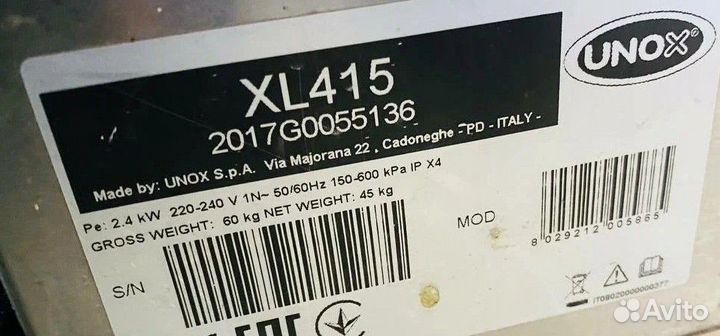 UNOX
XL415
2017G0055136
Made by: UNOX S.p.A. Via Majorana 22, Cadoneghe -PD - ITALY -
Pe: 2.4 kW 220-240 V 1N~ 50/60Hz 150-600 kPa IP X4
GROSS WEIGHT: 60 kg NET WEIGHT: 45 kg
MOD
8 029212 005865
S/N
EAC
IT08020000000377
Avito